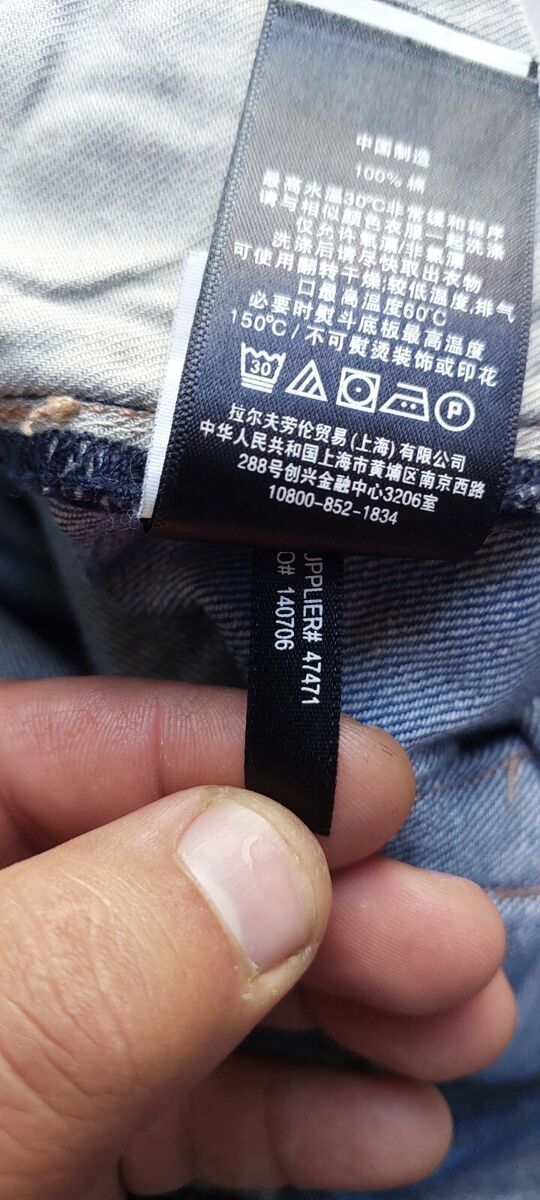 中国制造
100% 棉
最高水温30℃非常缓和程序
请与相似颜色衣服一起洗涤
仅允许氧漂/非氯漂
洗涤后请尽快取出衣物
可使用翻转干燥;较低温度,排气
口最高温度60℃
必要时熨斗底板最高温度
150℃/不可熨烫装饰或印花
30 P
拉尔夫劳伦贸易(上海)有限公司
中华人民共和国上海市黄埔区南京西路
288号创兴金融中心3206室
10800-852-1834
UPPLIER# 47471
O# 140706